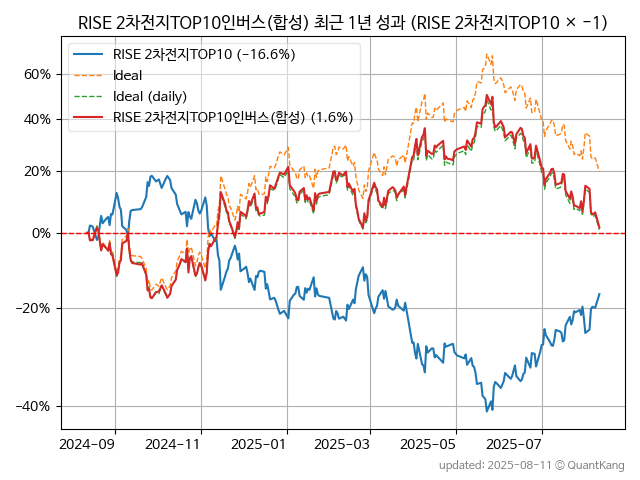 RISE 2차전지TOP10인버스(합성) 최근 1년 성과 (RISE 2차전지TOP10 × −1)
RISE 2차전지TOP10 (−16.6%)
Ideal
Ideal (daily)
RISE 2차전지TOP10인버스(합성) (1.6%)
60%
40%
20%
0%
−20%
−40%
2024−09
2024−11
2025−01
2025−03
2025−05
2025−07
updated: 2025−08−11 © QuantKang